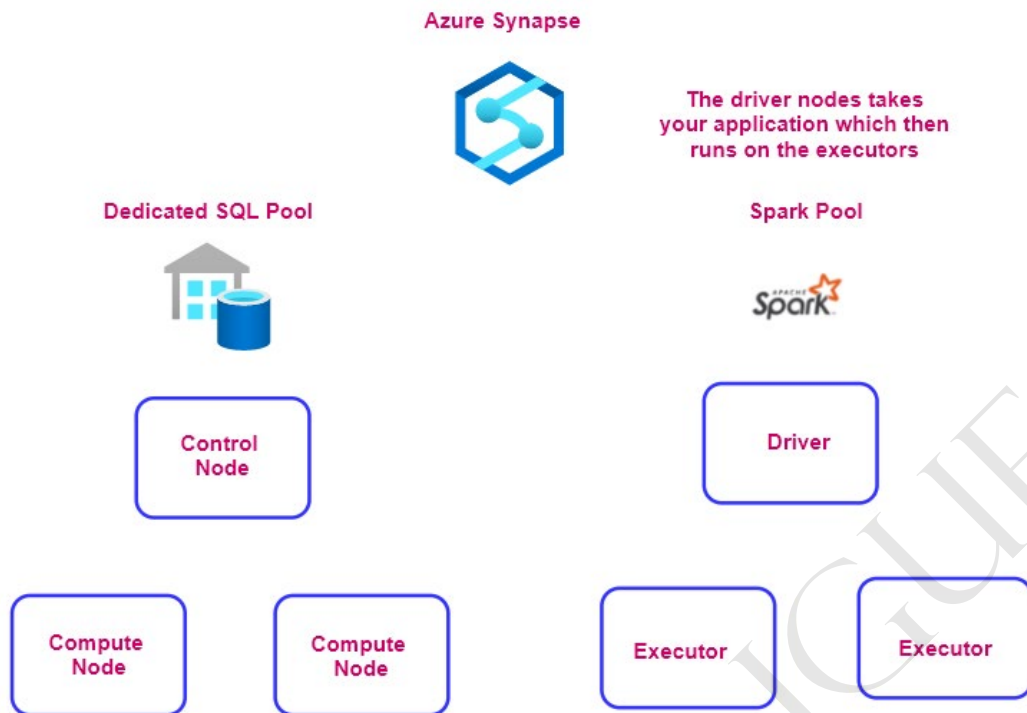 Azure Synapse
The driver nodes takes
your application which then
runs on the executors
Dedicated SQL Pool
Spark Pool
APACHE
Spark
Control
Node
Driver
Compute
Node
Compute
Node
Executor
Executor